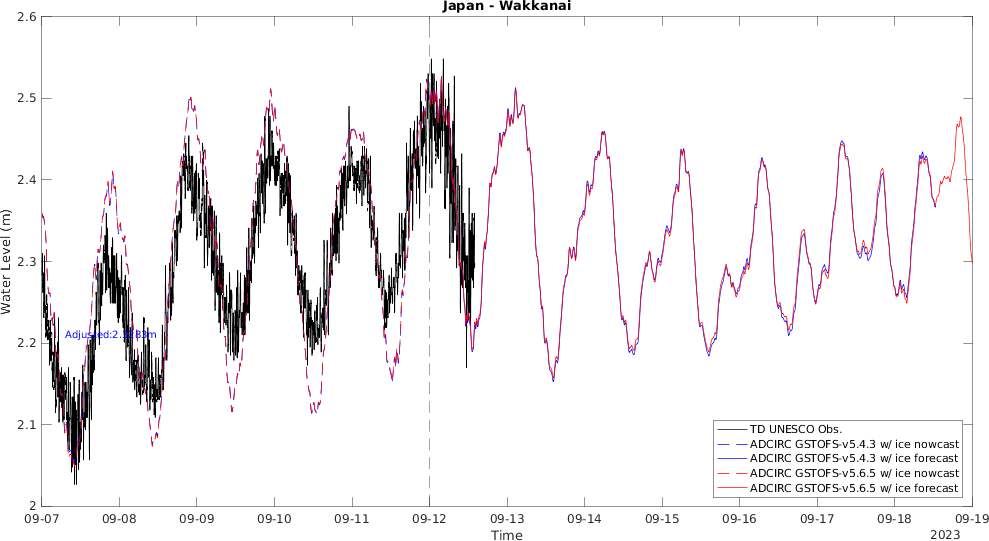 Japan - Wakkanai
2.6
2.5
2.4
2.3
2.2
2.1
2
Water Level (m)
09-07
09-08
09-09
09-10
09-11
09-12
09-13
09-14
09-15
09-16
09-17
09-18
09-19
Time
2023
TD UNESCO Obs.
ADCIRC GSTOFS-v5.4.3 w/ ice nowcast
ADCIRC GSTOFS-v5.4.3 w/ ice forecast
ADCIRC GSTOFS-v5.6.5 w/ ice nowcast
ADCIRC GSTOFS-v5.6.5 w/ ice forecast